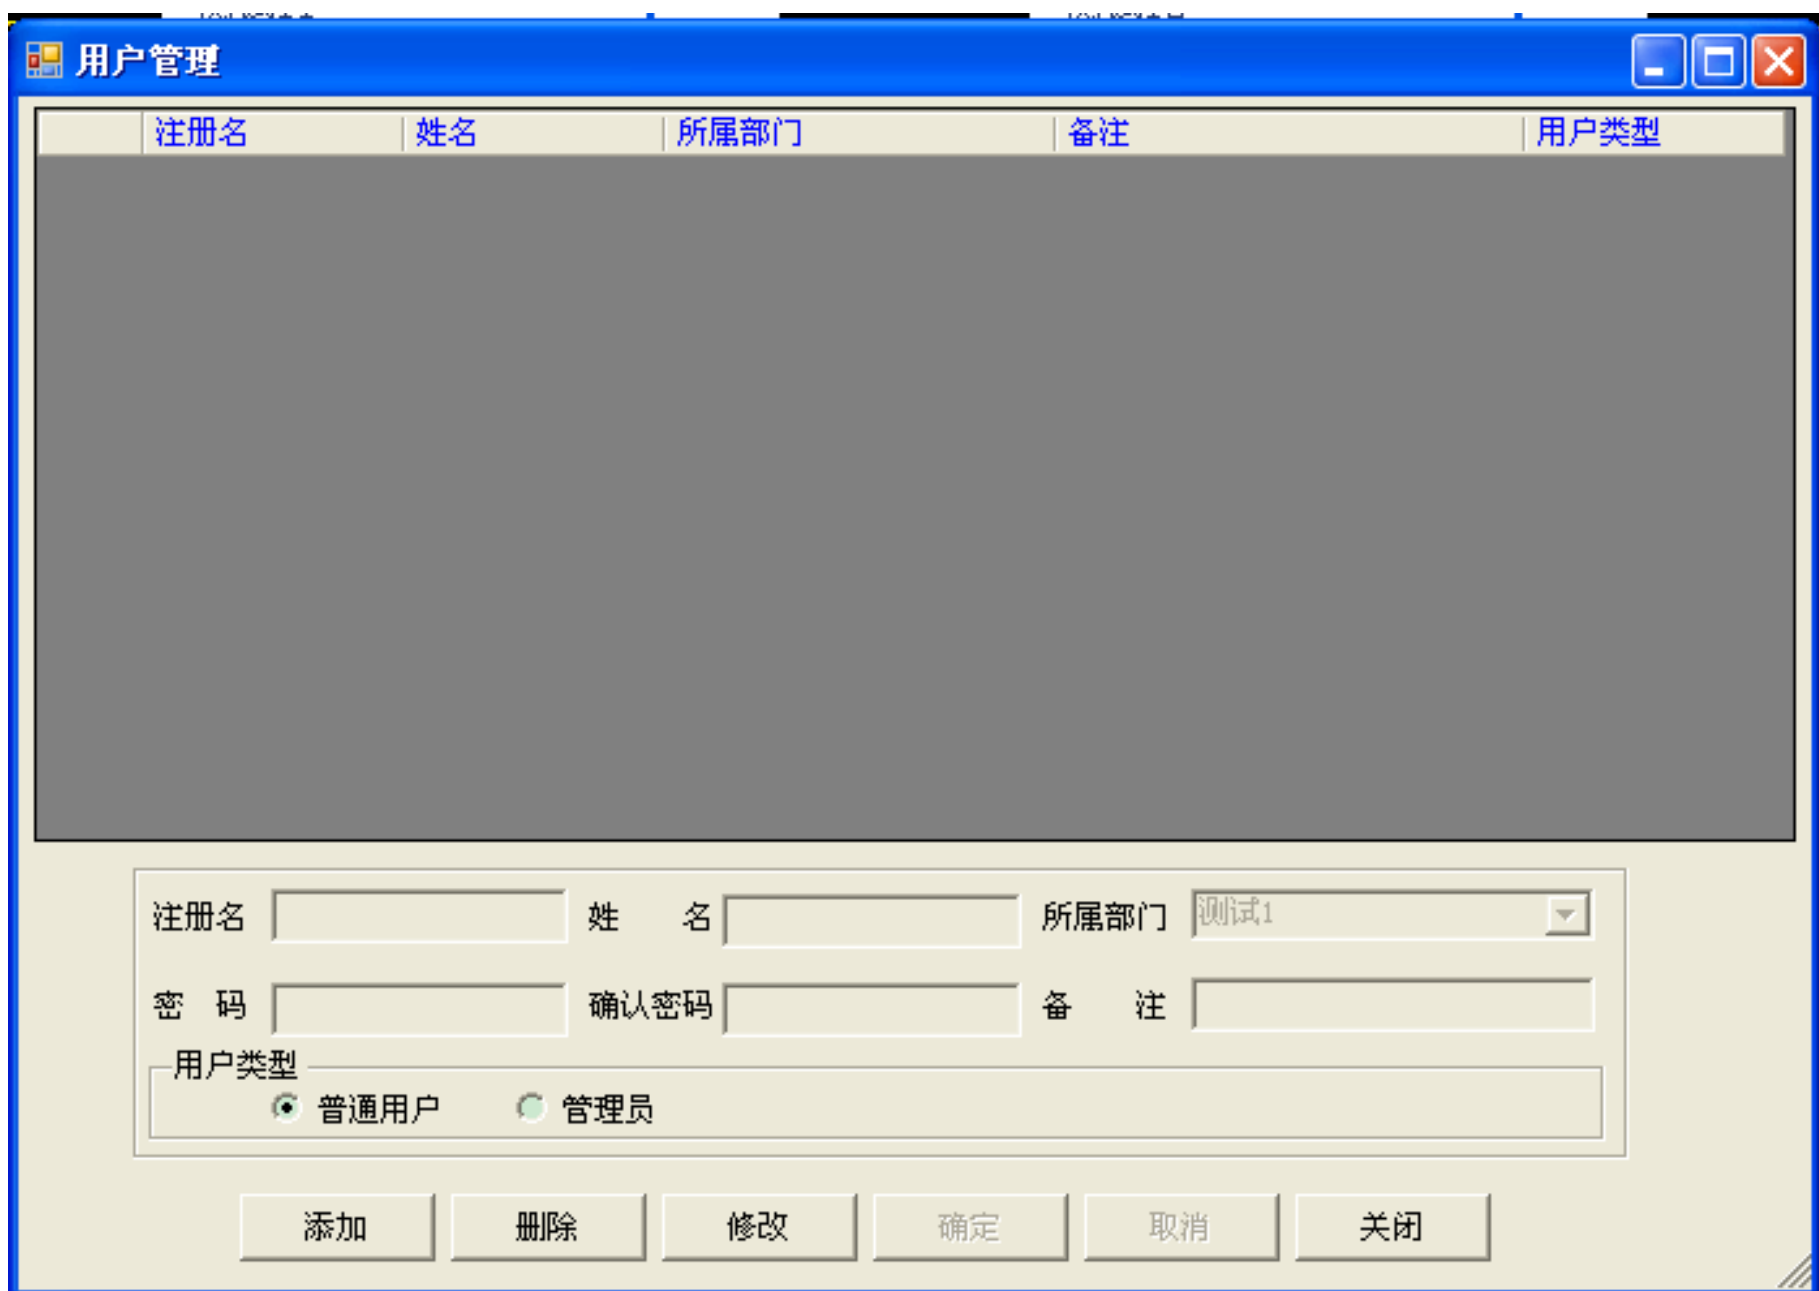 用户管理
注册名 姓名 所属部门 备注 用户类型
注册名 姓 名 所属部门 测试1
密 码 确认密码 备 注
用户类型
普通用户 管理员
添加 删除 修改 确定 取消 关闭